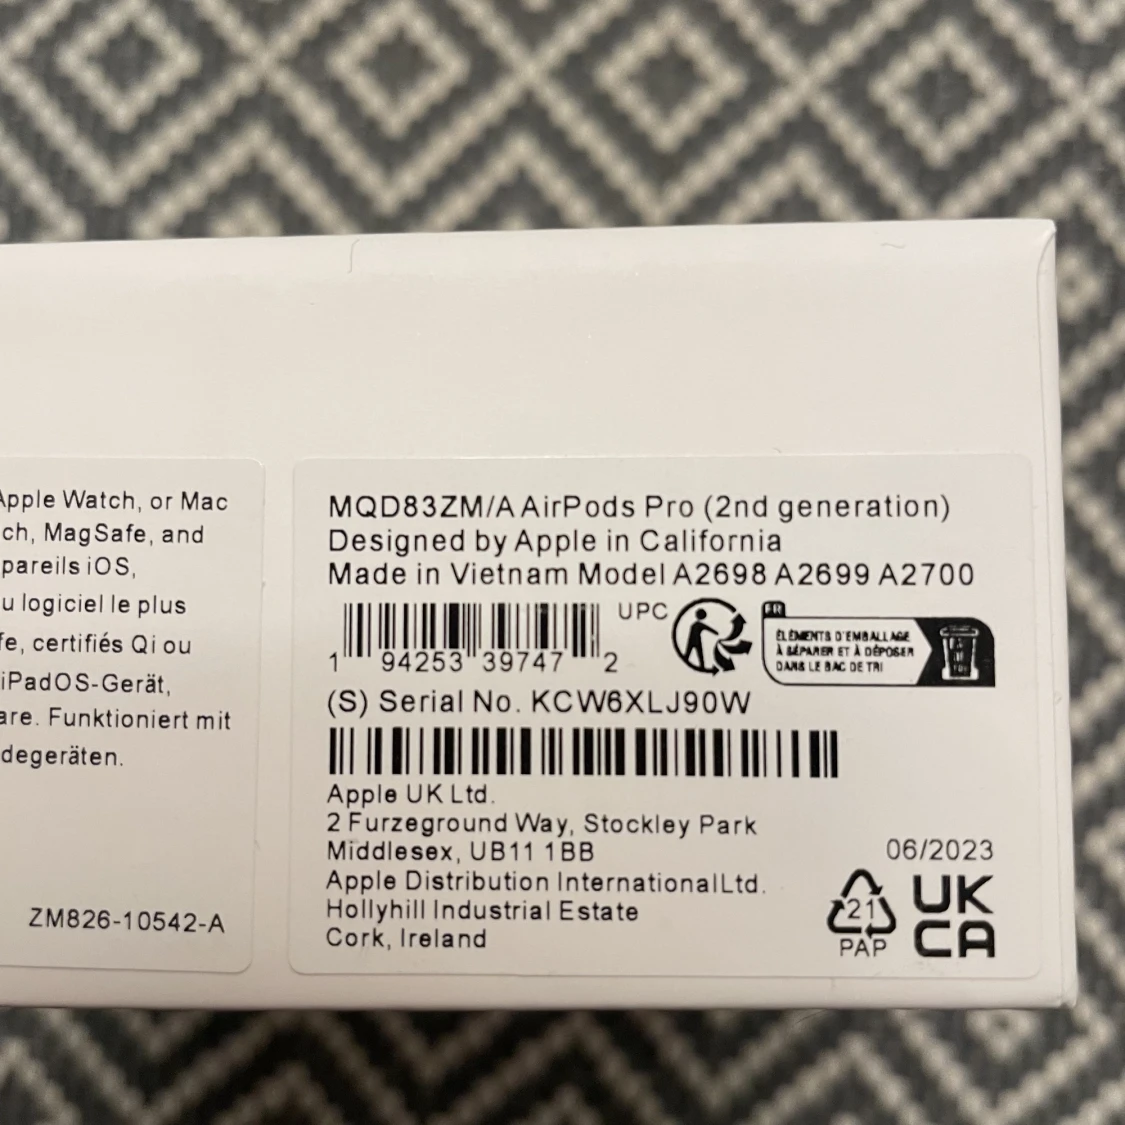 Apple Watch, or Mac
ch, MagSafe, and
pareils iOS,
u logiciel le plus
fe, certifiés Qi ou
iPadOS-Gerät,
are. Funktioniert mit
degeräten.
ZM826-10542-A
MQD83ZM/A AirPods Pro (2nd generation)
Designed by Apple in California
Made in Vietnam Model A2698 A2699 A2700
UPC
1 94253 39747 2
FR
ÉLÉMENTS D'EMBALLAGE
À SÉPARER ET À DÉPOSER
DANS LE BAC DE TRI
(S) Serial No. KCW6XLJ90W
Apple UK Ltd.
2 Furzeground Way, Stockley Park
Middlesex, UB11 1BB
Apple Distribution International Ltd.
Hollyhill Industrial Estate
Cork, Ireland
06/2023
21
PAP
UK
CA